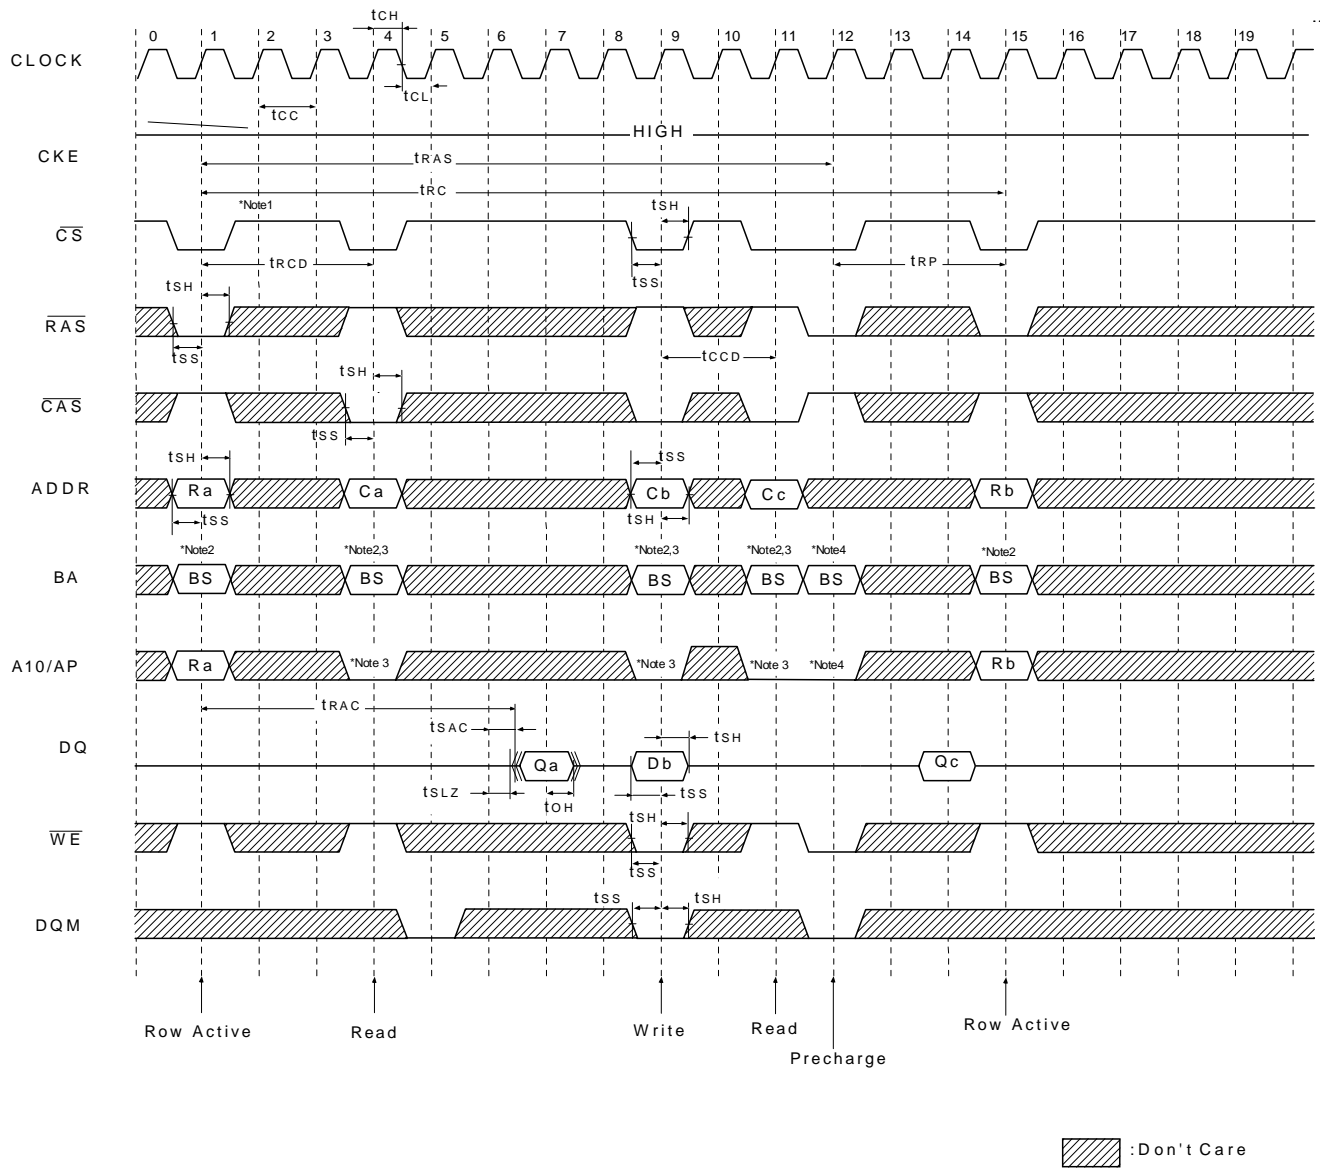 ..
tCH
0 1 2 3 4 5 6 7 8 9 10 11 12 13 14 15 16 17 18 19
CLOCK
tCL
tCC
HIGH
CKE
tRAS
tRC
*Note1
tSH
CS
tRCD
tRP
tSS
tSH
RAS
tSS
tCCD
tSH
CAS
tSS
tSH
tSS
ADDR
Ra Ca Cb Cc Rb
tSS
tSH
*Note2 *Note2,3 *Note2,3 *Note2,3 *Note4 *Note2
BA
BS BS BS BS BS BS
A10/AP
Ra *Note 3 *Note 3 *Note 3 *Note4 Rb
tRAC
tSAC
tSH
DQ
Qa Db Qc
tSLZ
tOH
tSS
tSH
WE
tSS
tSS tSH
DQM
Row Active Read Write Read Row Active
Precharge
:Don't Care